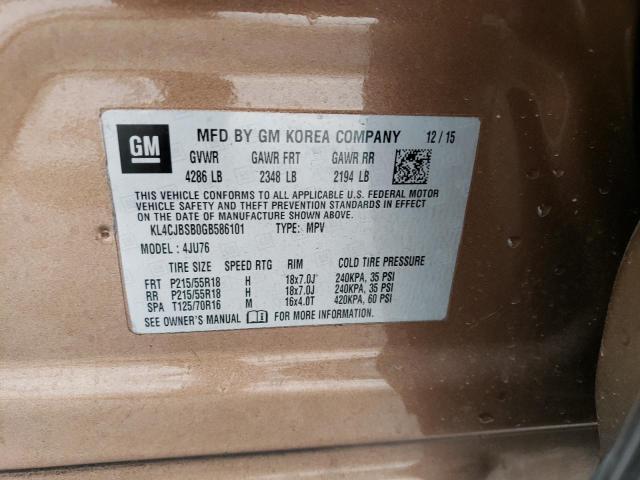 GM MFD BY GM KOREA COMPANY 12/15
GVWR GAWR FRT GAWR RR
4286 LB 2348 LB 2194 LB
THIS VEHICLE CONFORMS TO ALL APPLICABLE U.S. FEDERAL MOTOR
VEHICLE SAFETY AND THEFT PREVENTION STANDARDS IN EFFECT
ON THE DATE OF MANUFACTURE SHOWN ABOVE.
KL4CJBSB0GB586101 TYPE: MPV
MODEL: 4JU76
TIRE SIZE SPEED RTG RIM COLD TIRE PRESSURE
FRT P215/55R18 H 18x7.0J 240KPA, 35 PSI
RR P215/55R18 H 18x7.0J 240KPA, 35 PSI
SPA T125/70R16 M 16x4.0T 420KPA, 60 PSI
SEE OWNER'S MANUAL FOR MORE INFORMATION